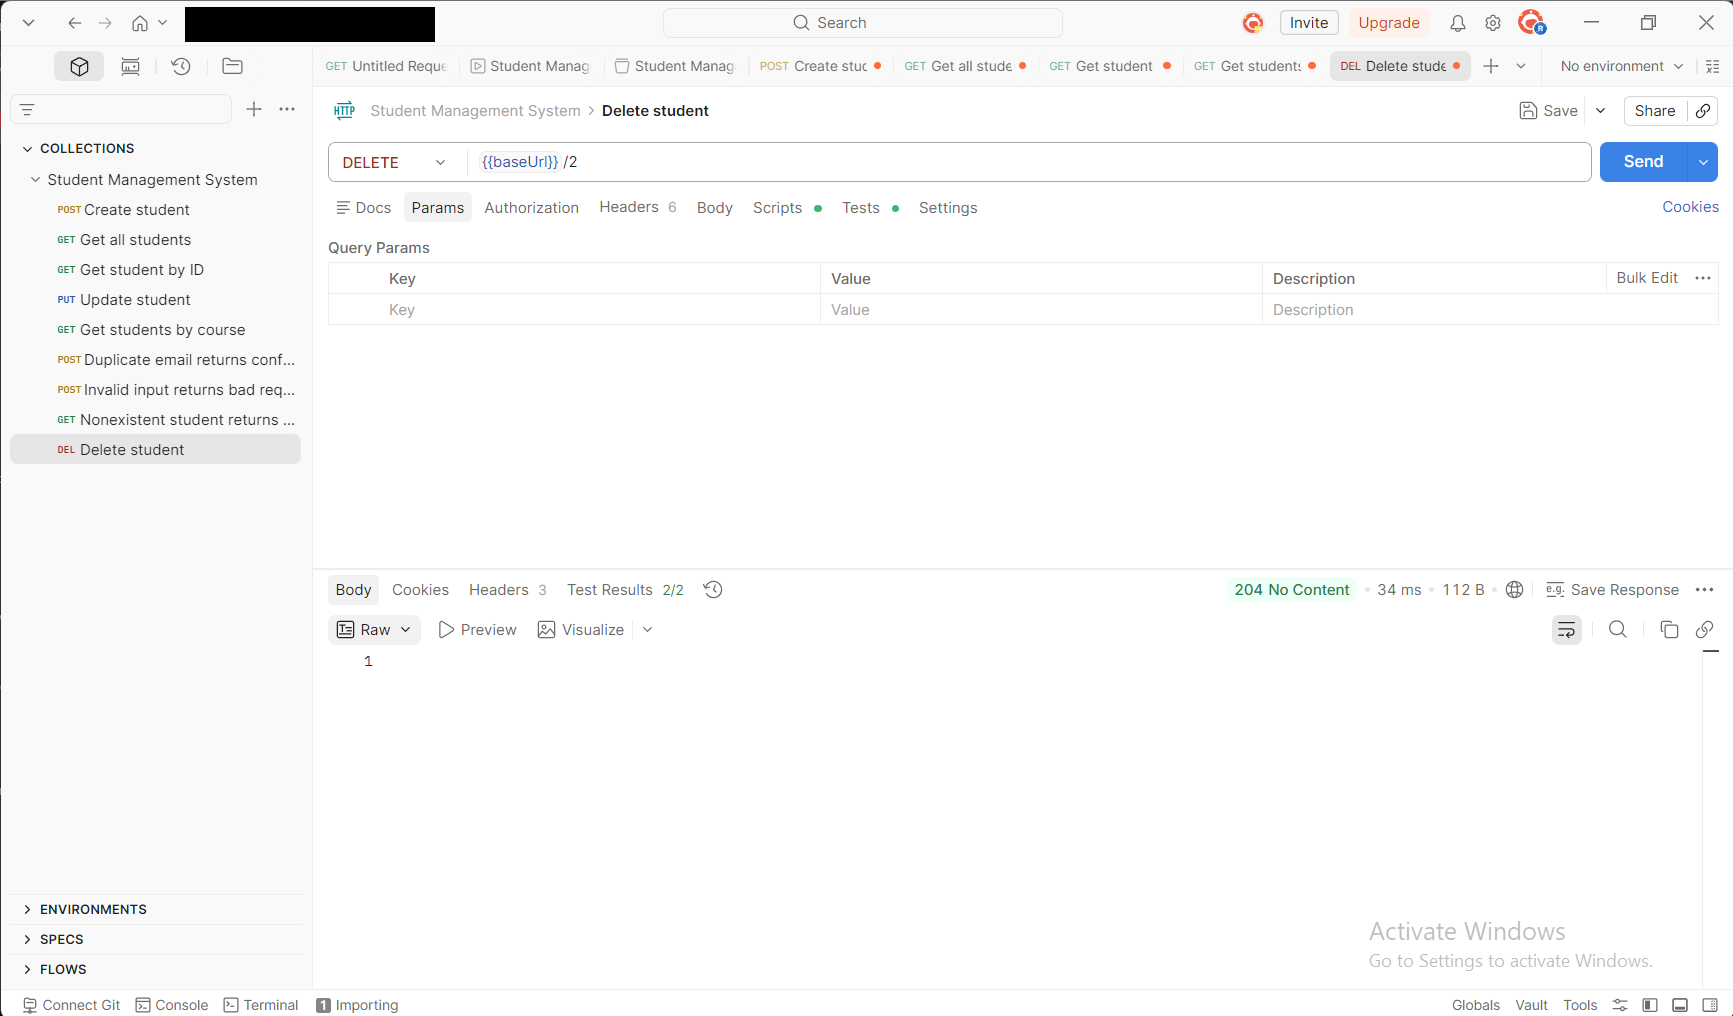 Search
Invite
Upgrade
GET Untitled Reque
Student Manag
Student Manag
POST Create stud
GET Get all stude
GET Get student
GET Get students
DEL Delete stude
No environment
HTTP Student Management System > Delete student
Save
Share
COLLECTIONS
Student Management System
POST Create student
GET Get all students
GET Get student by ID
PUT Update student
GET Get students by course
POST Duplicate email returns conf...
POST Invalid input returns bad req...
GET Nonexistent student returns ...
DEL Delete student
DELETE
{{baseUrl}} /2
Send
Docs Params Authorization Headers 6 Body Scripts Tests Settings
Cookies
Query Params
Key Value Description Bulk Edit
Key Value Description
Body Cookies Headers 3 Test Results 2/2
204 No Content • 34 ms • 112 B
e.g. Save Response
Raw Preview Visualize
1
Activate Windows
Go to Settings to activate Windows.
ENVIRONMENTS
SPECS
FLOWS
Connect Git Console Terminal 1 Importing
Globals Vault Tools